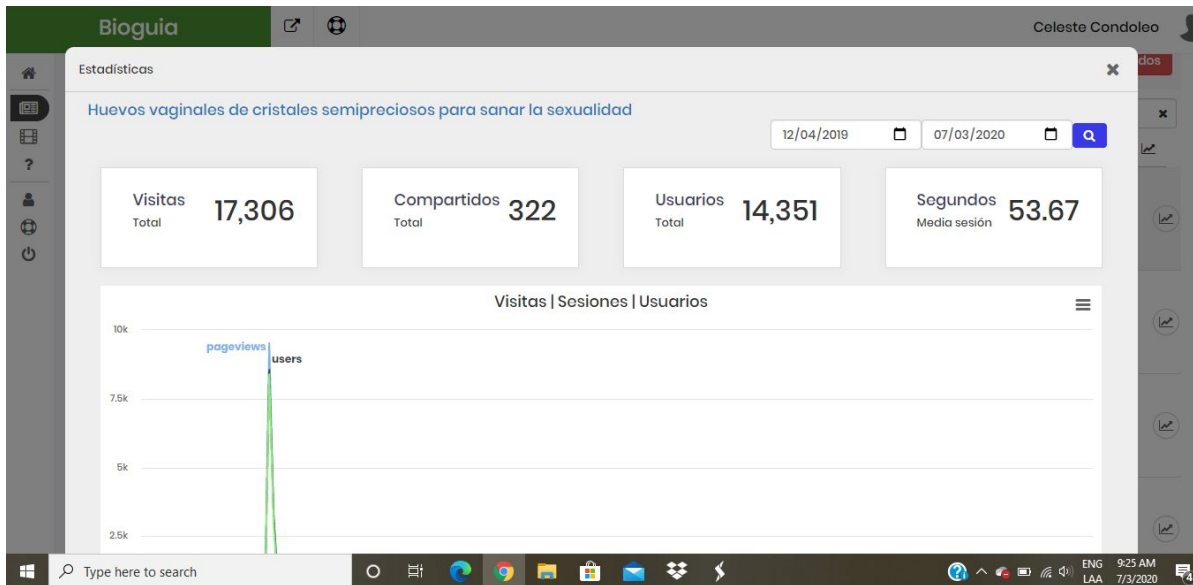 Bioguia
Celeste Condoleo
dos
Estadísticas
Huevos vaginales de cristales semipreciosos para sanar la sexualidad
12/04/2019 07/03/2020
Visitas 17,306
Total
Compartidos 322
Total
Usuarios 14,351
Total
Segundos 53.67
Media sesión
Visitas | Sesiones | Usuarios
10k
pageviews
users
7.5k
5k
2.5k
Type here to search
ENG 9:25 AM
LAA 7/3/2020